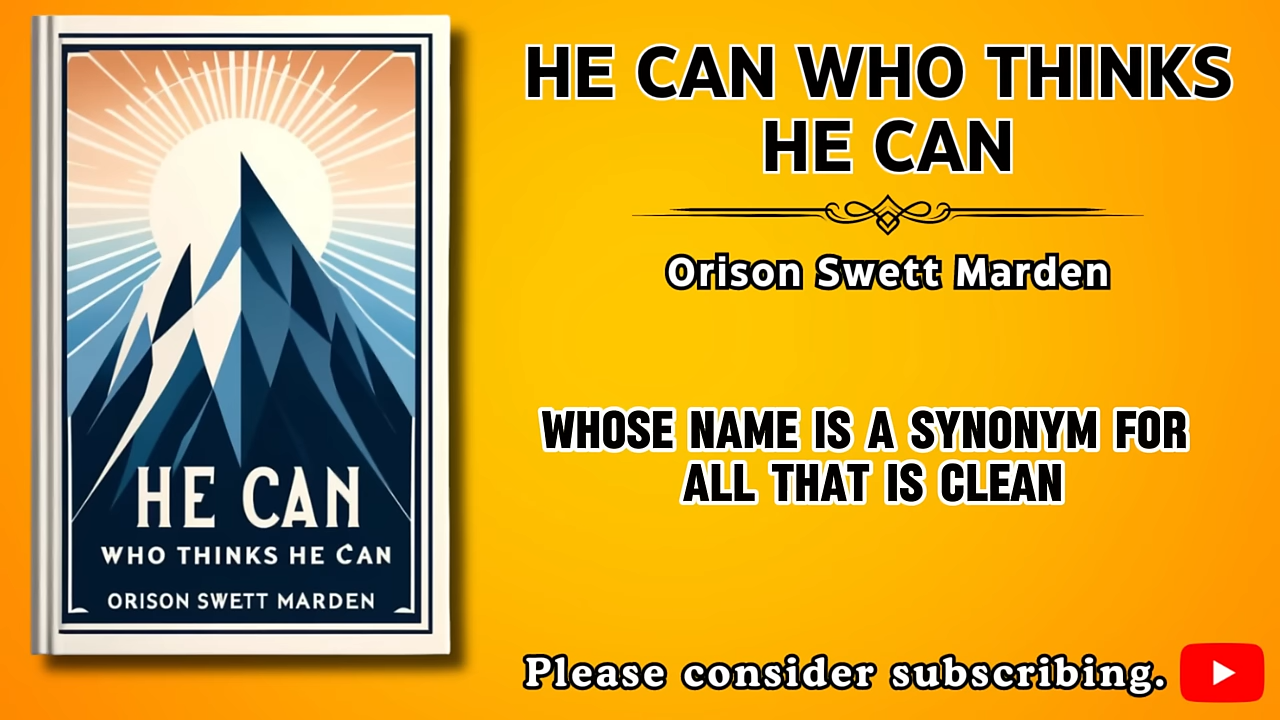 HE CAN
WHO THINKS HE CAN
ORISON SWETT MARDEN
HE CAN WHO THINKS
HE CAN
Orison Swett Marden
WHOSE NAME IS A SYNONYM FOR
ALL THAT IS CLEAN
Please consider subscribing.